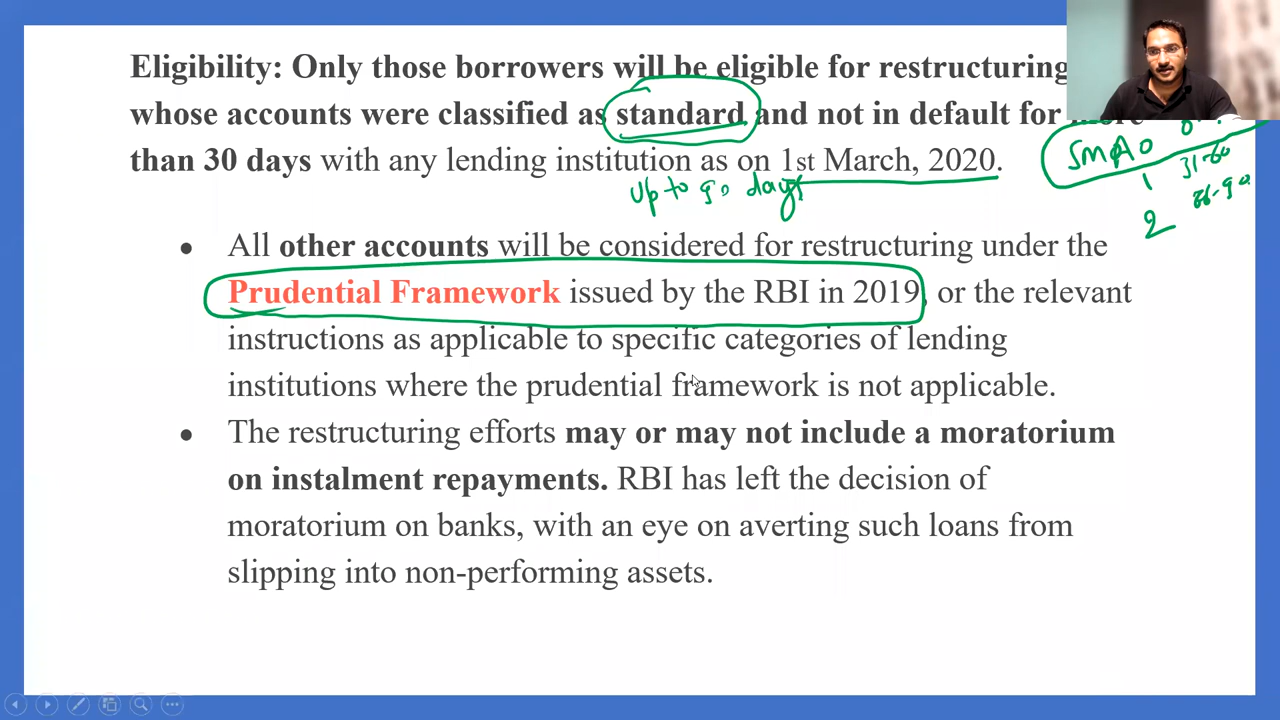 Eligibility: Only those borrowers will be eligible for restructuring
whose accounts were classified as standard and not in default for more
than 30 days with any lending institution as on 1st March, 2020.
SMA 0
31-60
up to 90 days
1
2
• All other accounts will be considered for restructuring under the
Prudential Framework issued by the RBI in 2019, or the relevant
instructions as applicable to specific categories of lending
institutions where the prudential framework is not applicable.
• The restructuring efforts may or may not include a moratorium
on instalment repayments. RBI has left the decision of
moratorium on banks, with an eye on averting such loans from
slipping into non-performing assets.